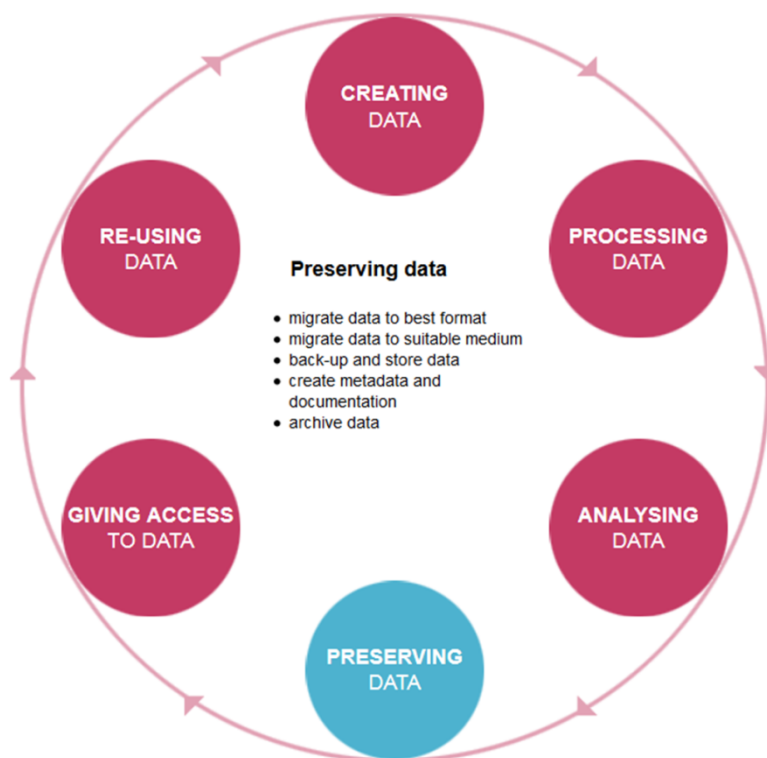 CREATING
DATA
RE-USING
DATA
PROCESSING
DATA
Preserving data
• migrate data to best format
• migrate data to suitable medium
• back-up and store data
• create metadata and
documentation
• archive data
GIVING ACCESS
TO DATA
ANALYSING
DATA
PRESERVING
DATA